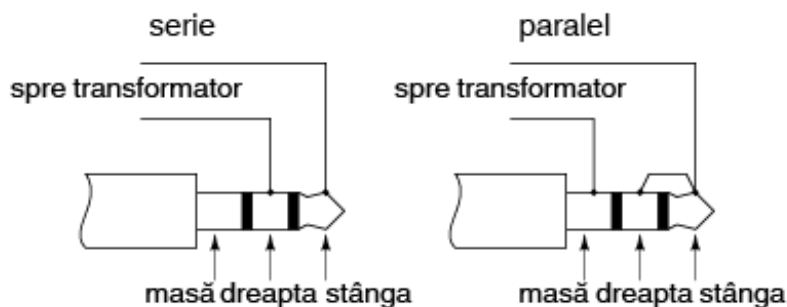 serie
paralel
spre transformator
spre transformator
masă dreapta stânga
masă dreapta stânga